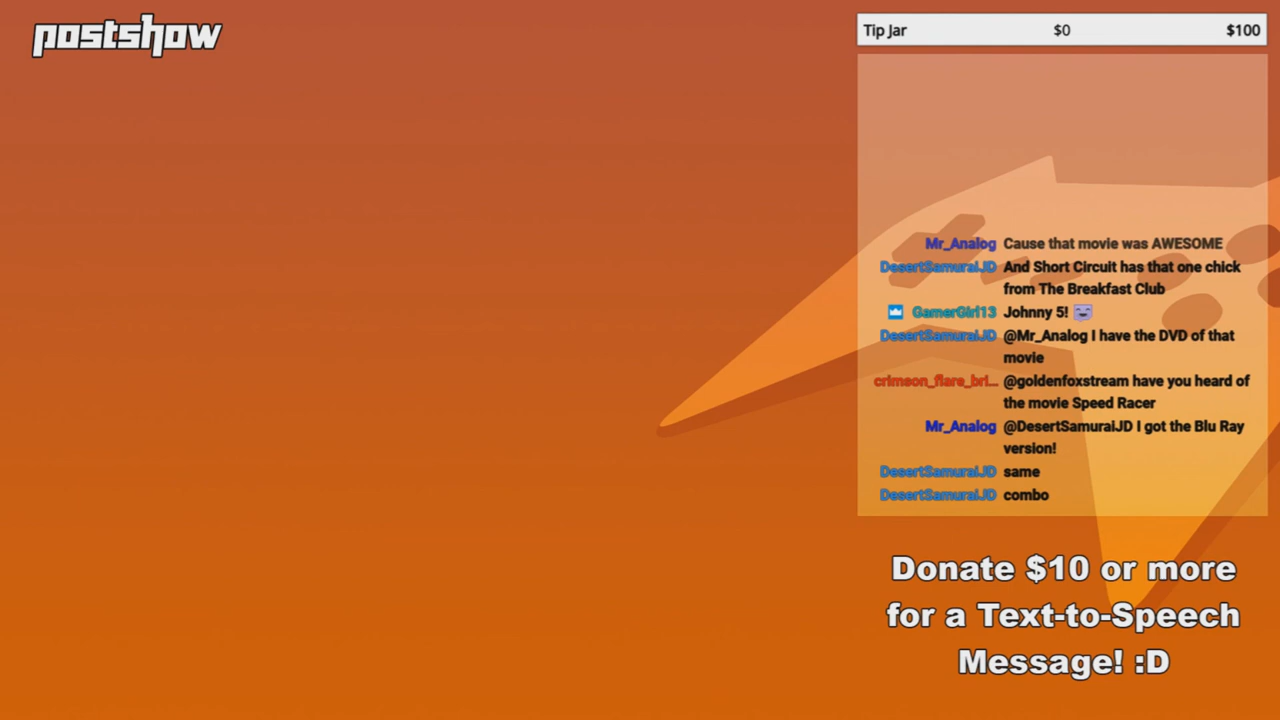 postshow
Tip Jar $0 $100
Mr_Analog Cause that movie was AWESOME
DesertSamuraiJD And Short Circuit has that one chick
from The Breakfast Club
GamerGirl13 Johnny 5!
DesertSamuraiJD @Mr_Analog I have the DVD of that
movie
crimson_flare_bri... @goldenfoxstream have you heard of
the movie Speed Racer
Mr_Analog @DesertSamuraiJD I got the Blu Ray
version!
DesertSamuraiJD same
DesertSamuraiJD combo
Donate $10 or more
for a Text-to-Speech
Message! :D